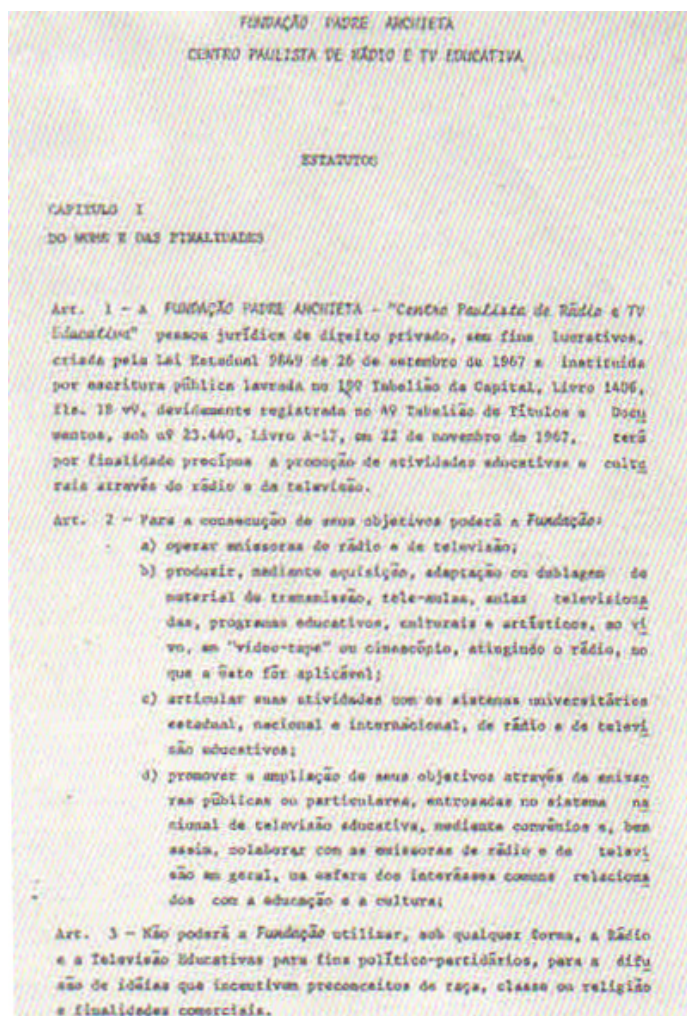 FUNDAÇÃO PADRE ANCHIETA
CENTRO PAULISTA DE RÁDIO E TV EDUCATIVA
ESTATUTOS
CAPITULO I
DO NOME E DAS FINALIDADES
Art. 1 - A FUNDAÇÃO PADRE ANCHIETA - "Centro Paulista de Rádio e TV
Educativa" pessoa jurídica de direito privado, sem fins lucrativos,
criada pela Lei Estadual 9849 de 26 de setembro de 1967 e instituida
por escritura pública lavrada no 189 Tabelião da Capital, Livro 1406,
fls. 18 vº, devidamente registrada no 4º Tabelião de Títulos e Docu
mentos, sob nº 23.440, Livro A-17, em 22 de novembro de 1967, terá
por finalidade precípua a promoção de atividades educativas e cultu
rais através do rádio e da televisão.
Art. 2 - Para a consecução de seus objetivos poderá a Fundação:
a) operar emissoras de rádio e de televisão;
b) produzir, mediante aquisição, adaptação ou dublagem de
material de transmissão, tele-aulas, aulas televisiona
das, programas educativos, culturais e artísticos, ao vi
vo, em "vídeo-tape" ou cinescópio, atingindo o rádio, no
que a êste fôr aplicável;
c) articular suas atividades com os sistemas universitários
estadual, nacional e internacional, de rádio e de televi
são educativos;
d) promover a ampliação de seus objetivos através de emisso
ras públicas ou particulares, entrosadas no sistema na
cional de televisão educativa, mediante convênios e, bem
assim, colaborar com as emissoras de rádio e de televi
são em geral, na esfera dos interêsses comuns relaciona
dos com a educação e a cultura;
Art. 3 - Não poderá a Fundação utilizar, sob qualquer forma, a Rádio
e a Televisão Educativas para fins político-partidários, para a difu
são de idéias que incentivem preconceitos de raça, classe ou religião
e finalidades comerciais.